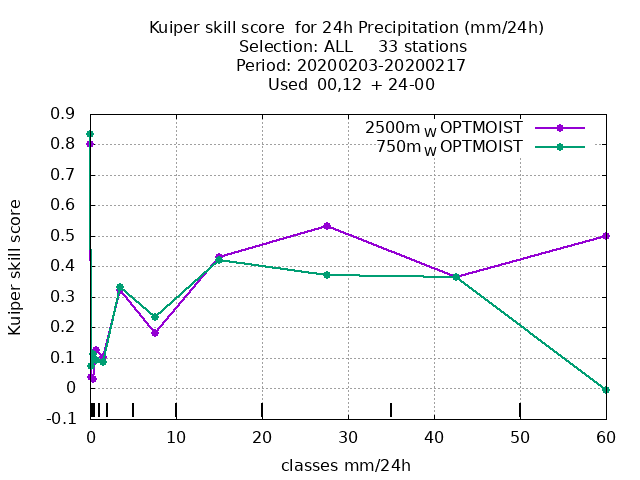 Kuiper skill score  for 24h Precipitation (mm/24h)
Selection: ALL     33 stations
Period: 20200203-20200217
Used  00,12  + 24-00
2500m W OPTMOIST
750m W OPTMOIST
0.9
0.8
0.7
0.6
0.5
0.4
0.3
0.2
0.1
0
-0.1
Kuiper skill score
0 10 20 30 40 50 60
classes mm/24h